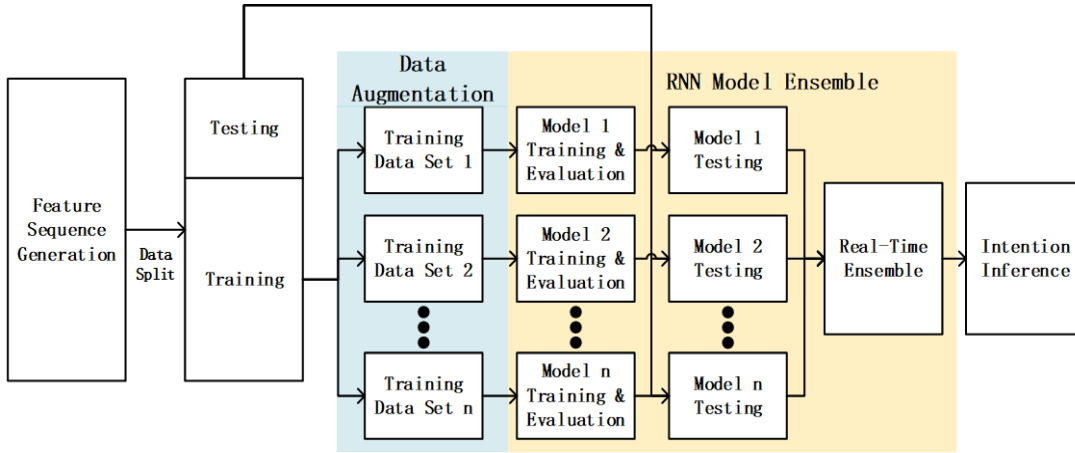 Feature
Sequence
Generation
Data
Split
Testing
Training
Data
Augmentation
Training
Data Set 1
Training
Data Set 2
Training
Data Set n
RNN Model Ensemble
Model 1
Training &
Evaluation
Model 2
Training &
Evaluation
Model n
Training &
Evaluation
Model 1
Testing
Model 2
Testing
Model n
Testing
Real-Time
Ensemble
Intention
Inference